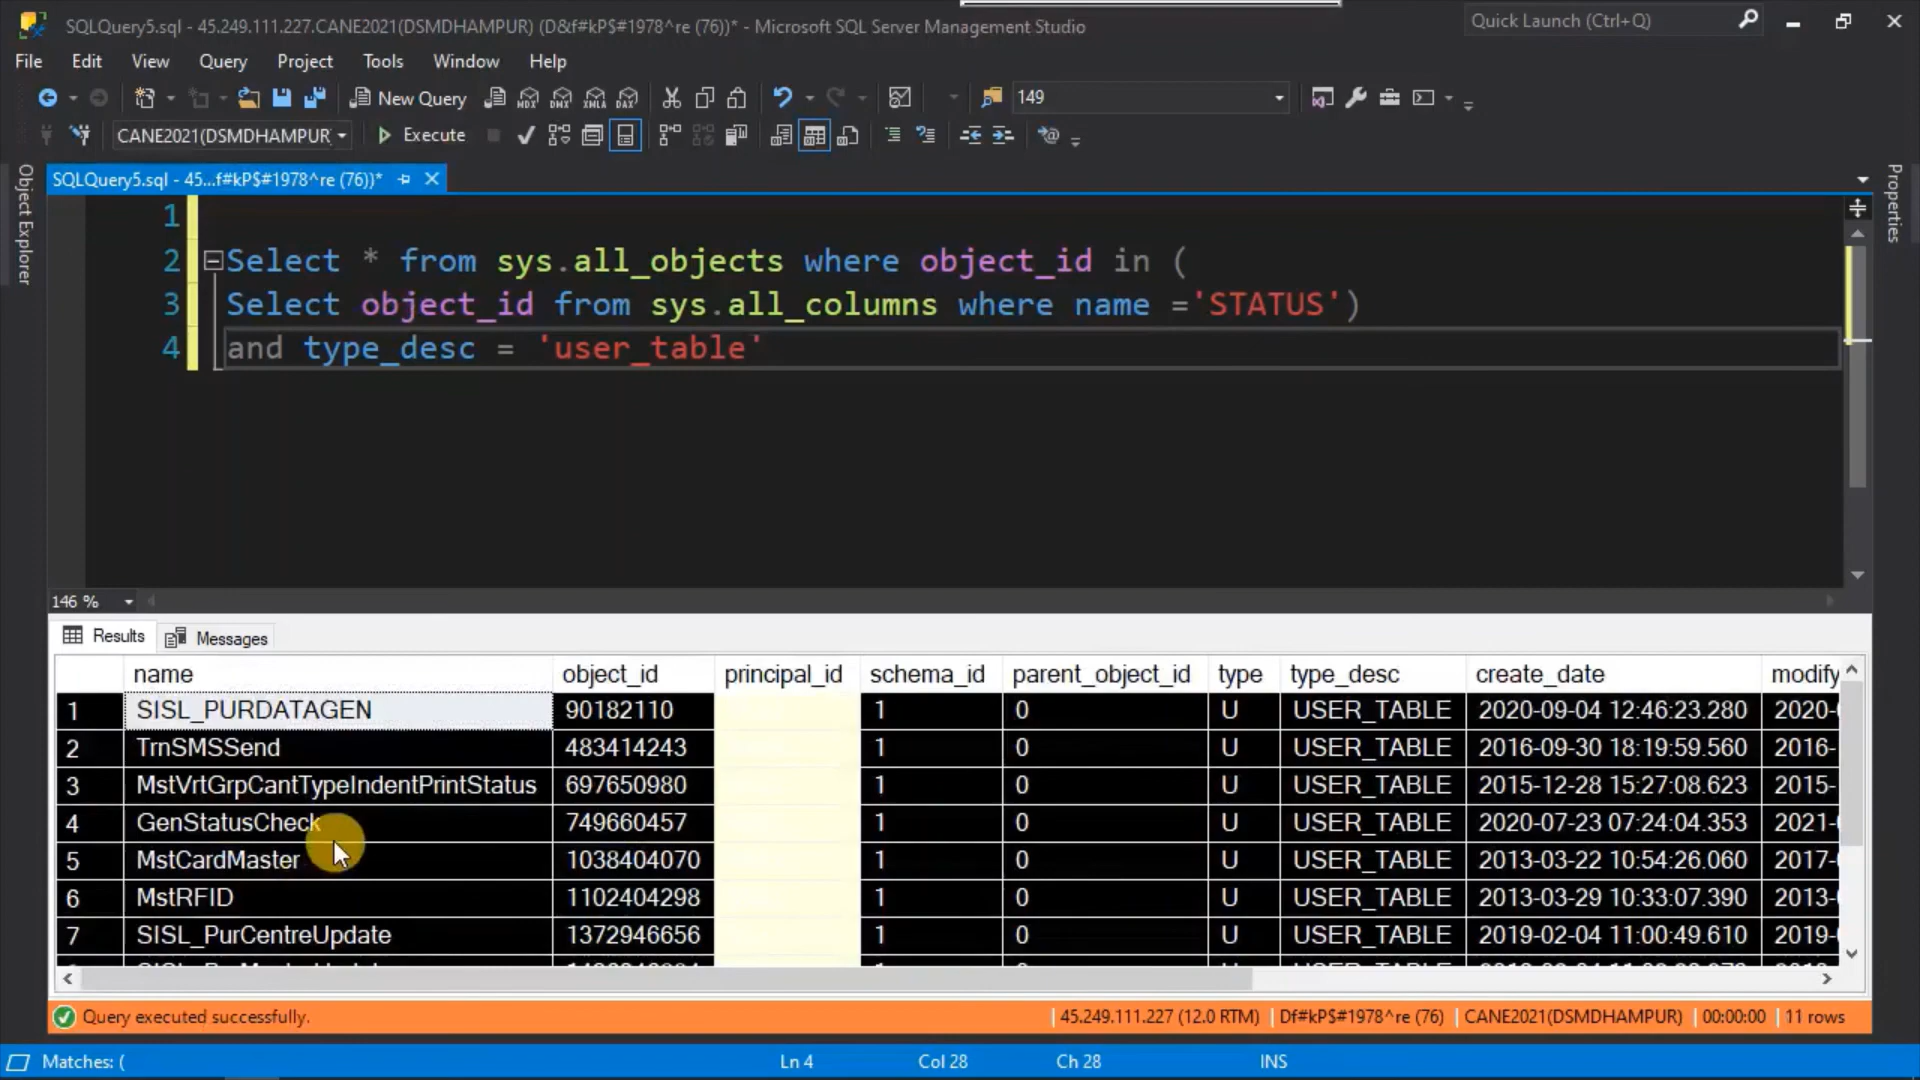 SQLQuery5.sql - 45.249.111.227.CANE2021(DSMDHAMPUR) (D&f#kP$#1978^re (76))* - Microsoft SQL Server Management Studio
Quick Launch (Ctrl+Q)
File Edit View Query Project Tools Window Help
New Query MDX DMX XMLA DAX 149
CANE2021(DSMDHAMPUR) Execute
SQLQuery5.sql - 45...f#kP$#1978^re (76))*
Object Explorer
Properties
1
2 Select * from sys.all_objects where object_id in (
3 Select object_id from sys.all_columns where name ='STATUS')
4 and type_desc = 'user_table'
146 %
Results Messages
name object_id principal_id schema_id parent_object_id type type_desc create_date modify
1 SISL_PURDATAGEN 90182110 1 0 U USER_TABLE 2020-09-04 12:46:23.280 2020-
2 TrnSMSSend 483414243 1 0 U USER_TABLE 2016-09-30 18:19:59.560 2016-
3 MstVrtGrpCantTypeIndentPrintStatus 697650980 1 0 U USER_TABLE 2015-12-28 15:27:08.623 2015-
4 GenStatusCheck 749660457 1 0 U USER_TABLE 2020-07-23 07:24:04.353 2021-
5 MstCardMaster 1038404070 1 0 U USER_TABLE 2013-03-22 10:54:26.060 2017-
6 MstRFID 1102404298 1 0 U USER_TABLE 2013-03-29 10:33:07.390 2013-
7 SISL_PurCentreUpdate 1372946656 1 0 U USER_TABLE 2019-02-04 11:00:49.610 2019-
Query executed successfully. 45.249.111.227 (12.0 RTM) Df#kP$#1978^re (76) CANE2021(DSMDHAMPUR) 00:00:00 11 rows
Matches: ( Ln 4 Col 28 Ch 28 INS